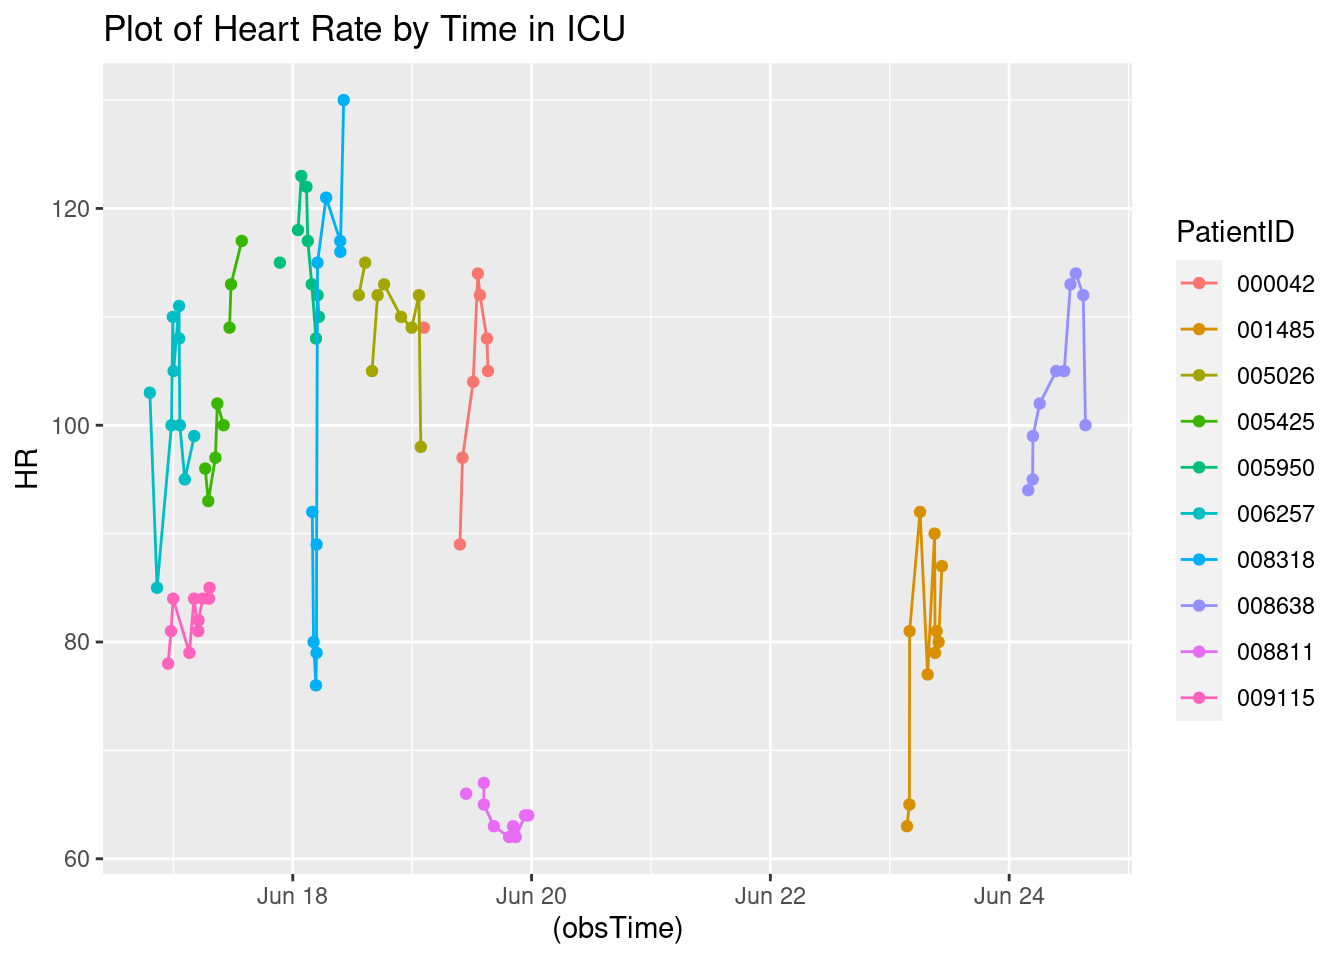 Plot of Heart Rate by Time in ICU
HR
120
100
80
60
Jun 18 Jun 20 Jun 22 Jun 24
(obsTime)
PatientID
000042
001485
005026
005425
005950
006257
008318
008638
008811
009115